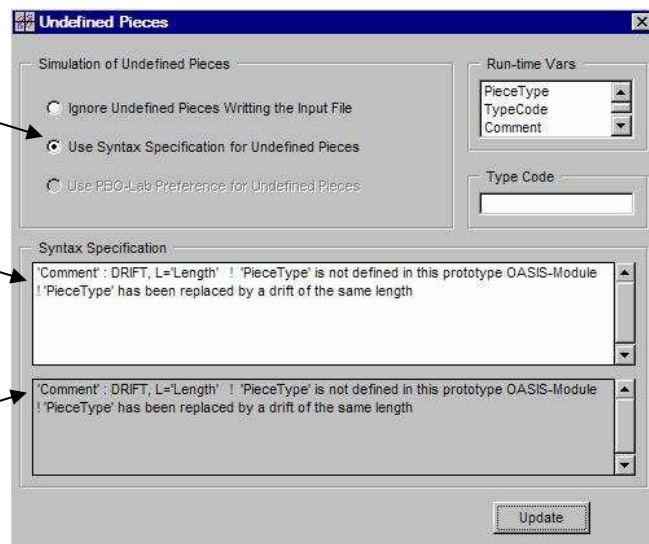 Undefined Pieces
Simulation of Undefined Pieces
Ignore Undefined Pieces Writting the Input File
Use Syntax Specification for Undefined Pieces
Use PBO-Lab Preference for Undefined Pieces
Run-time Vars
PieceType
TypeCode
Comment
Type Code
Syntax Specification
'Comment' : DRIFT, L='Length' ! 'PieceType' is not defined in this prototype OASIS-Module
! 'PieceType' has been replaced by a drift of the same length
'Comment' : DRIFT, L='Length' ! 'PieceType' is not defined in this prototype OASIS-Module
! 'PieceType' has been replaced by a drift of the same length
Update